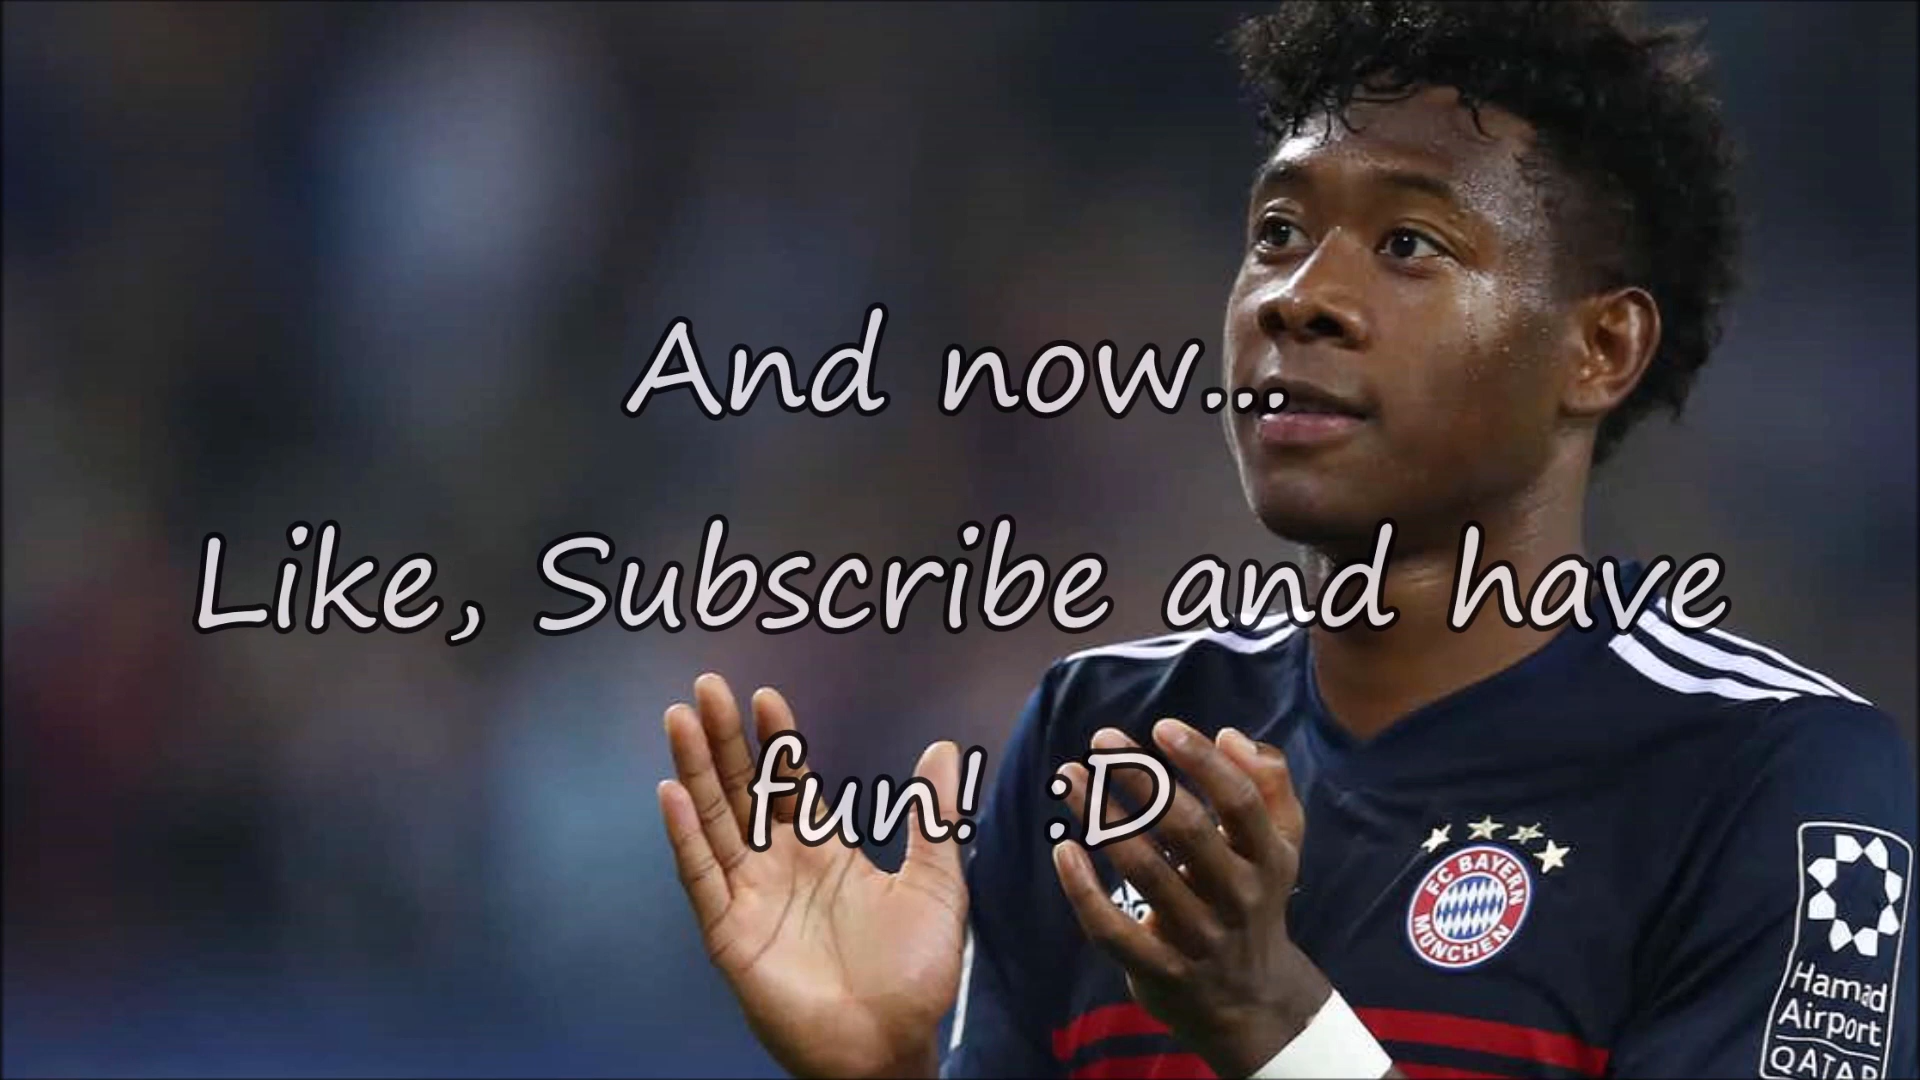 And now...
Like, Subscribe and have
fun! :D
FC BAYERN
MÜNCHEN
Hamad
Airport
QATAR